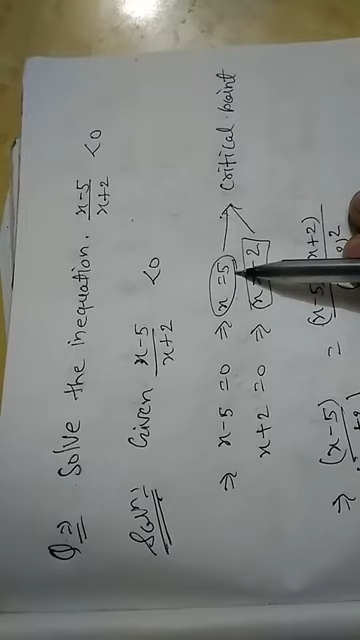 Q⇒ Solve the inequation. x-5/x+2 <0
Soln:- Given x-5/x+2 <0
⇒ x-5=0 ⇒ x=5 → critical point
x+2=0 ⇒
⇒ (x-5)